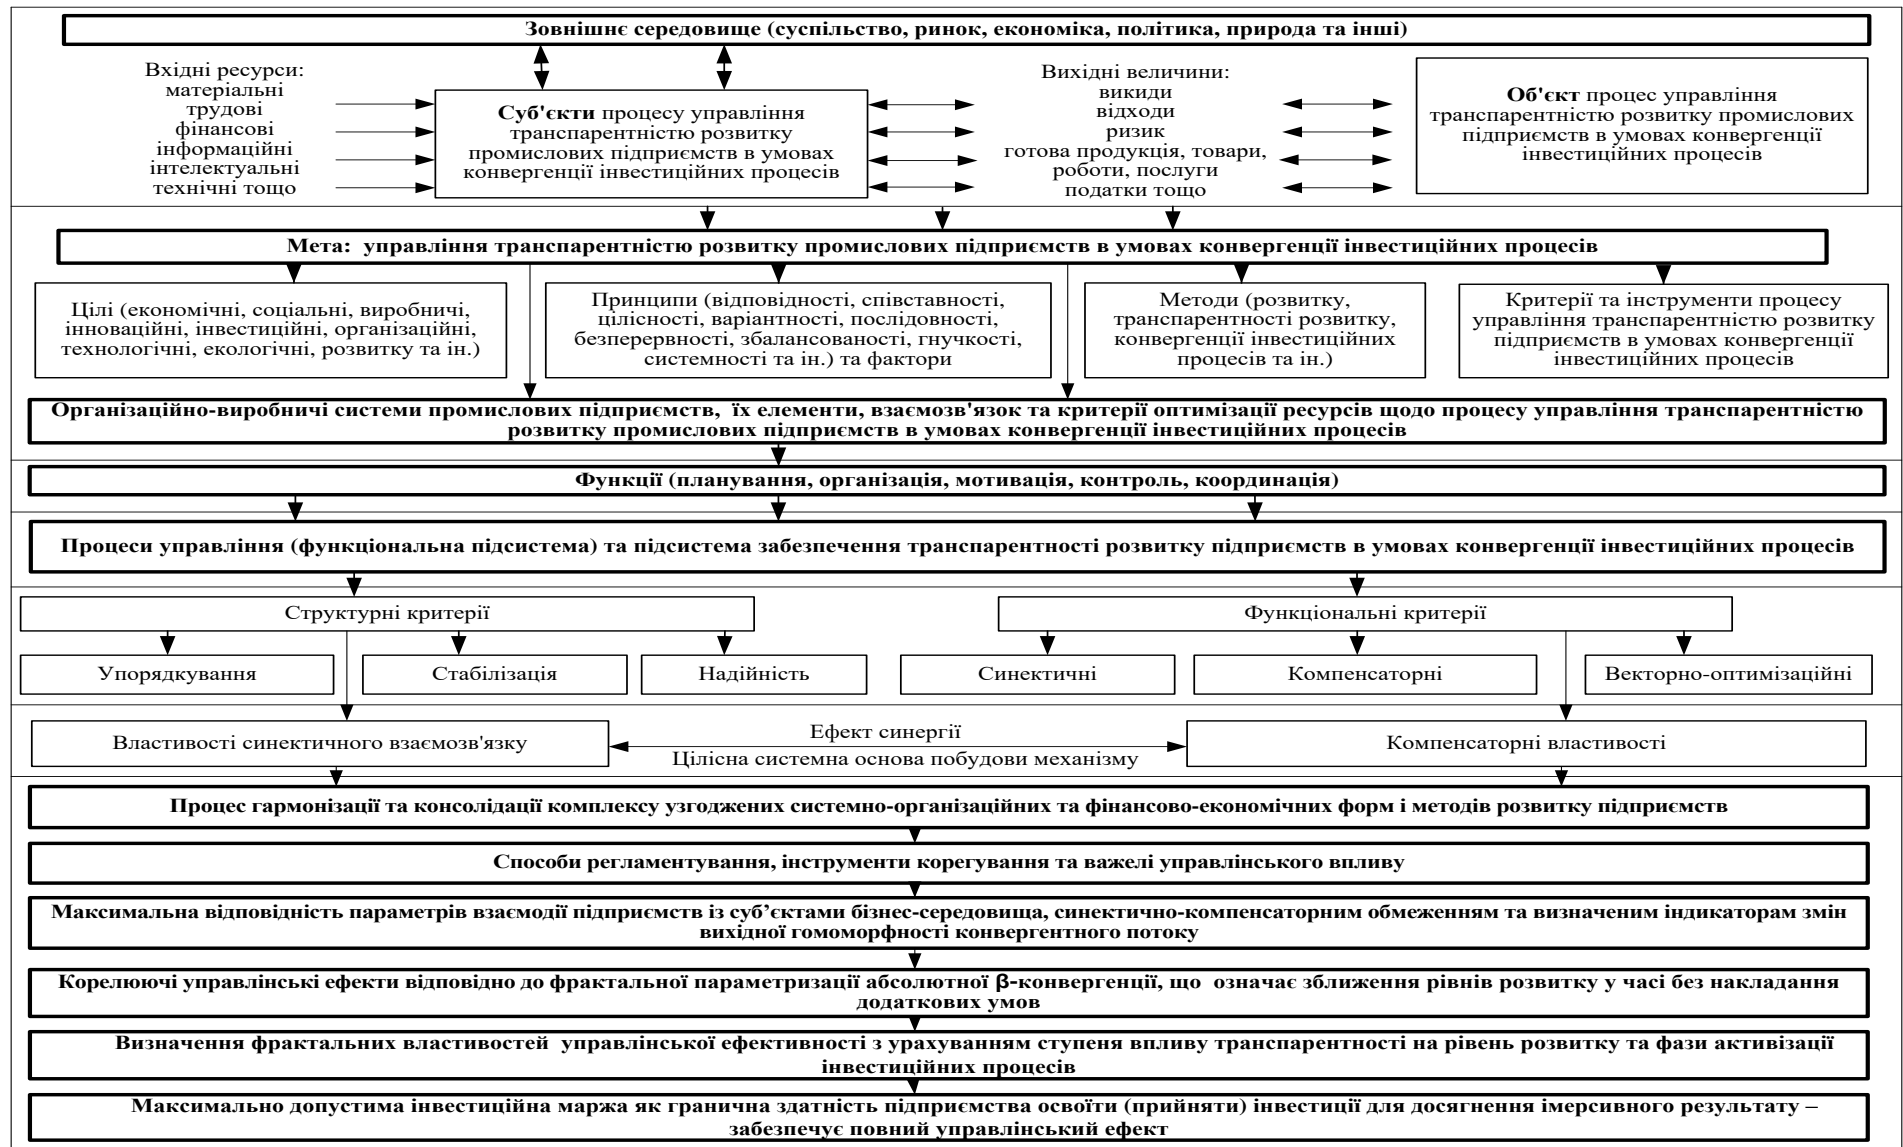 Зовнішнє середовище (суспільство, ринок, економіка, політика, природа та інші)
Вхідні ресурси:
матеріальні
трудові
фінансові
інформаційні
інтелектуальні
технічні тощо
Суб'єкти процесу управління
транспарентністю розвитку
промислових підприємств в умовах
конвергенції інвестиційних процесів
Вихідні величини:
викиди
відходи
ризик
готова продукція, товари,
роботи, послуги
податки тощо
Об'єкт процес управління
транспарентністю розвитку промислових
підприємств в умовах конвергенції
інвестиційних процесів
Мета: управління транспарентністю розвитку промислових підприємств в умовах конвергенції інвестиційних процесів
Цілі (економічні, соціальні, виробничі,
інноваційні, інвестиційні, організаційні,
технологічні, екологічні, розвитку та ін.)
Принципи (відповідності, співставності,
цілісності, варіантності, послідовності,
безперервності, збалансованості, гнучкості,
системності та ін.) та фактори
Методи (розвитку,
транспарентності розвитку,
конвергенції інвестиційних
процесів та ін.)
Критерії та інструменти процесу
управління транспарентністю розвитку
підприємств в умовах конвергенції
інвестиційних процесів
Організаційно-виробничі системи промислових підприємств, їх елементи, взаємозв'язок та критерії оптимізації ресурсів щодо процесу управління транспарентністю
розвитку промислових підприємств в умовах конвергенції інвестиційних процесів
Функції (планування, організація, мотивація, контроль, координація)
Процеси управління (функціональна підсистема) та підсистема забезпечення транспарентності розвитку підприємств в умовах конвергенції інвестиційних процесів
Структурні критерії
Функціональні критерії
Упорядкування
Стабілізація
Надійність
Синектичні
Компенсаторні
Векторно-оптимізаційні
Властивості синектичного взаємозв'язку
Ефект синергії
Цілісна системна основа побудови механізму
Компенсаторні властивості
Процес гармонізації та консолідації комплексу узгоджених системно-організаційних та фінансово-економічних форм і методів розвитку підприємств
Способи регламентування, інструменти корегування та важелі управлінського впливу
Максимальна відповідність параметрів взаємодії підприємств із суб’єктами бізнес-середовища, синектично-компенсаторним обмеженням та визначеним індикаторам змін
вихідної гомоморфності конвергентного потоку
Корелюючі управлінські ефекти відповідно до фрактальної параметризації абсолютної β-конвергенції, що означає зближення рівнів розвитку у часі без накладання
додаткових умов
Визначення фрактальних властивостей управлінської ефективності з урахуванням ступеня впливу транспарентності на рівень розвитку та фази активізації
інвестиційних процесів
Максимально допустима інвестиційна маржа як гранична здатність підприємства освоїти (прийняти) інвестиції для досягнення імерсивного результату –
забезпечує повний управлінський ефект